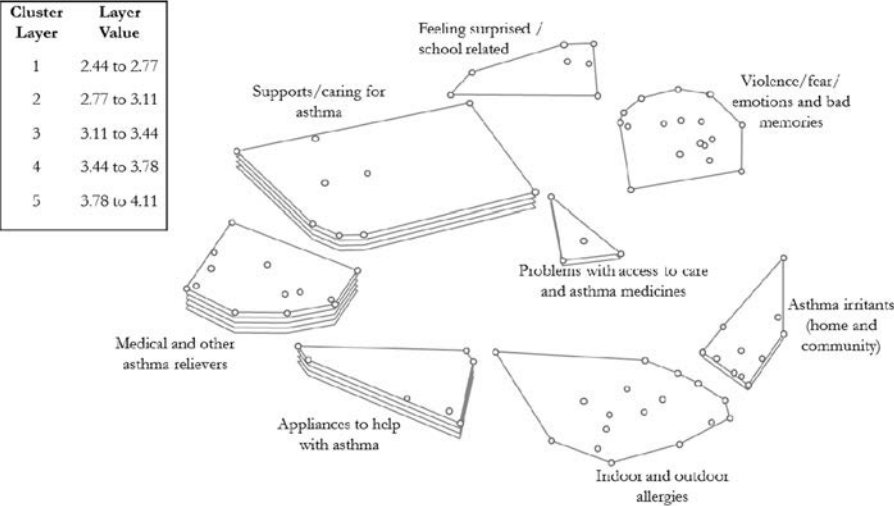 Cluster Layer
Layer Value
1 2.44 to 2.77
2 2.77 to 3.11
3 3.11 to 3.44
4 3.44 to 3.78
5 3.78 to 4.11
Feeling surprised /
school related
Supports/caring for
asthma
Violence/fear/
emotions and bad
memories
Problems with access to care
and asthma medicines
Asthma irritants
(home and
community)
Medical and other
asthma relievers
Appliances to help
with asthma
Indoor and outdoor
allergies